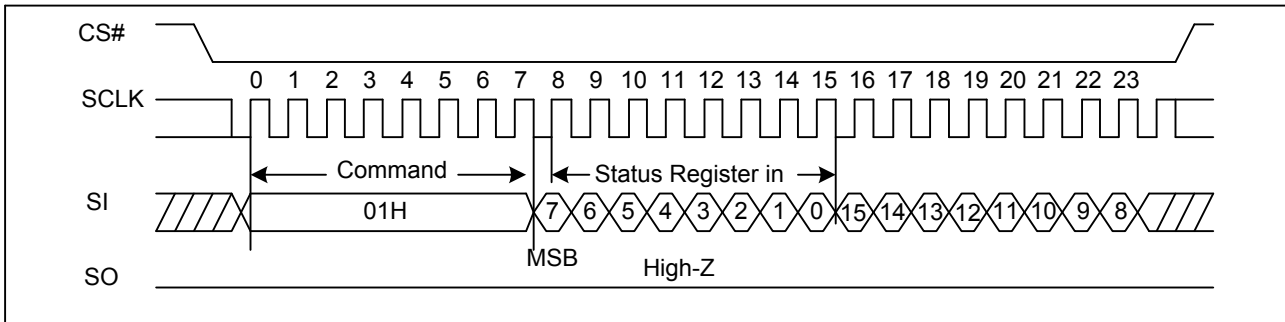 CS#
0 1 2 3 4 5 6 7 8 9 10 11 12 13 14 15 16 17 18 19 20 21 22 23
SCLK
Command Status Register in
SI 01H 7 6 5 4 3 2 1 0 15 14 13 12 11 10 9 8
MSB
SO High-Z